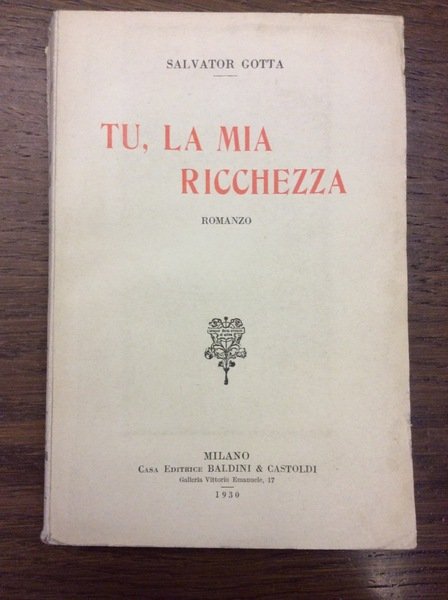 SALVATOR GOTTA
TU, LA MIA
RICCHEZZA
ROMANZO
MILANO
CASA EDITRICE BALDINI & CASTOLDI
Galleria Vittorio Emanuele, 17
1930